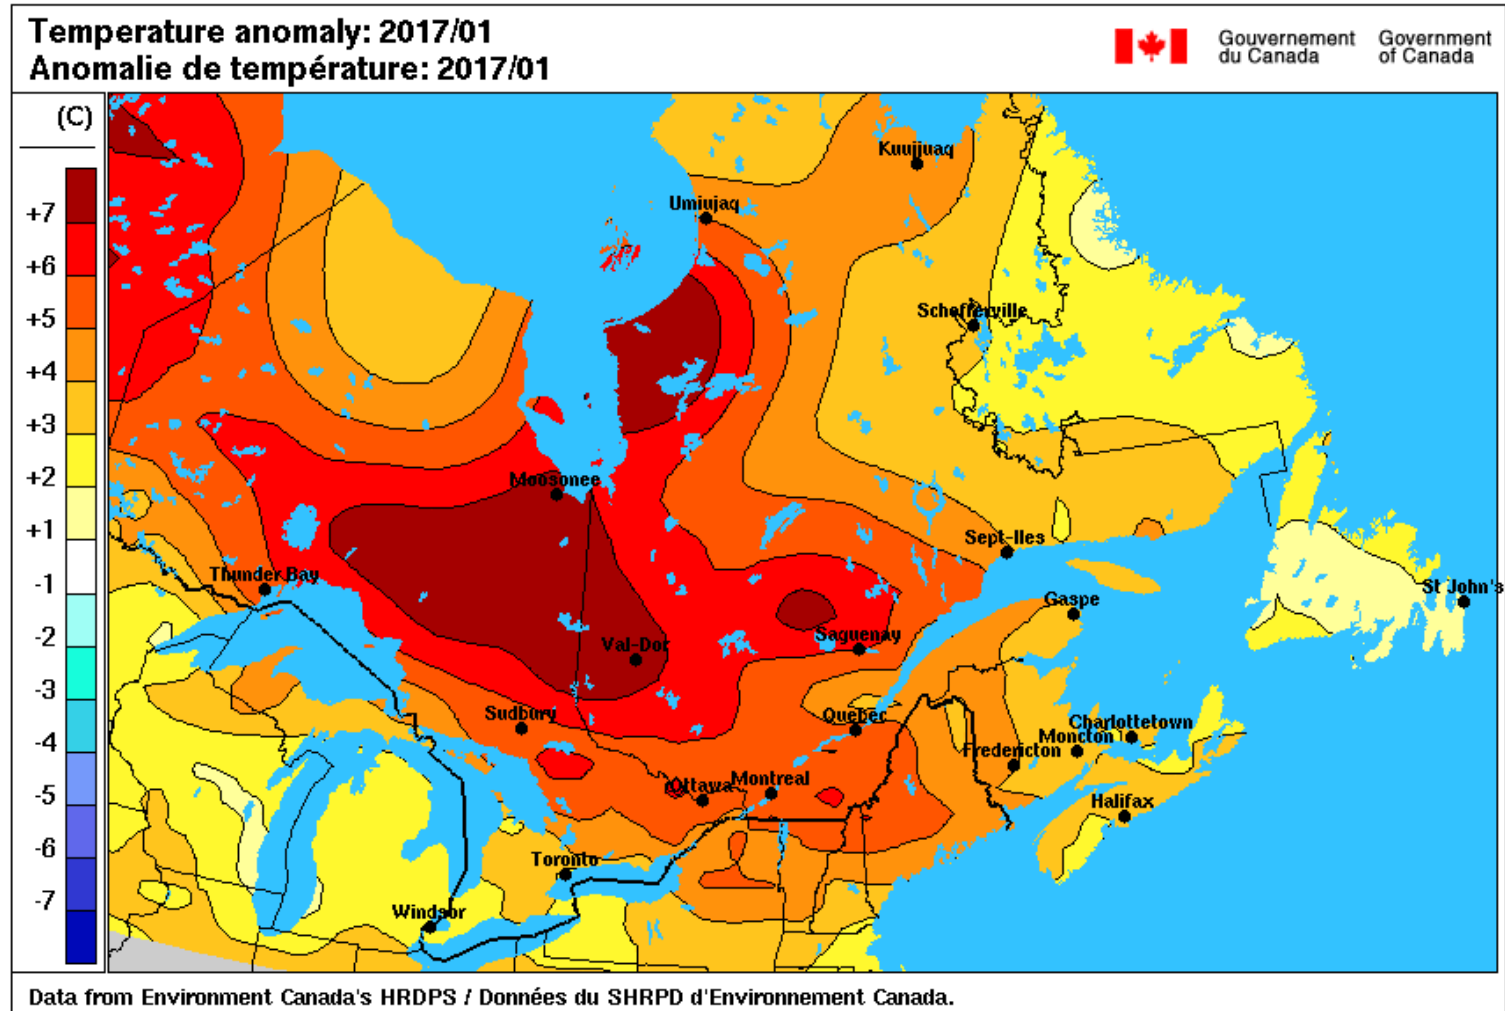 Temperature anomaly: 2017/01
Anomalie de température: 2017/01
Gouvernement du Canada
Government of Canada
(C)
+7
+6
+5
+4
+3
+2
+1
-1
-2
-3
-4
-5
-6
-7
Kuujjuaq
Umiujaq
Schefferville
Moosonee
Sept-Iles
Thunder Bay
St John's
Gaspe
Saguenay
Val-Dor
Sudbury
Quebec
Charlottetown
Moncton
Fredericton
Ottawa
Montreal
Halifax
Toronto
Windsor
Data from Environment Canada's HRDPS / Données du SHRPD d'Environnement Canada.